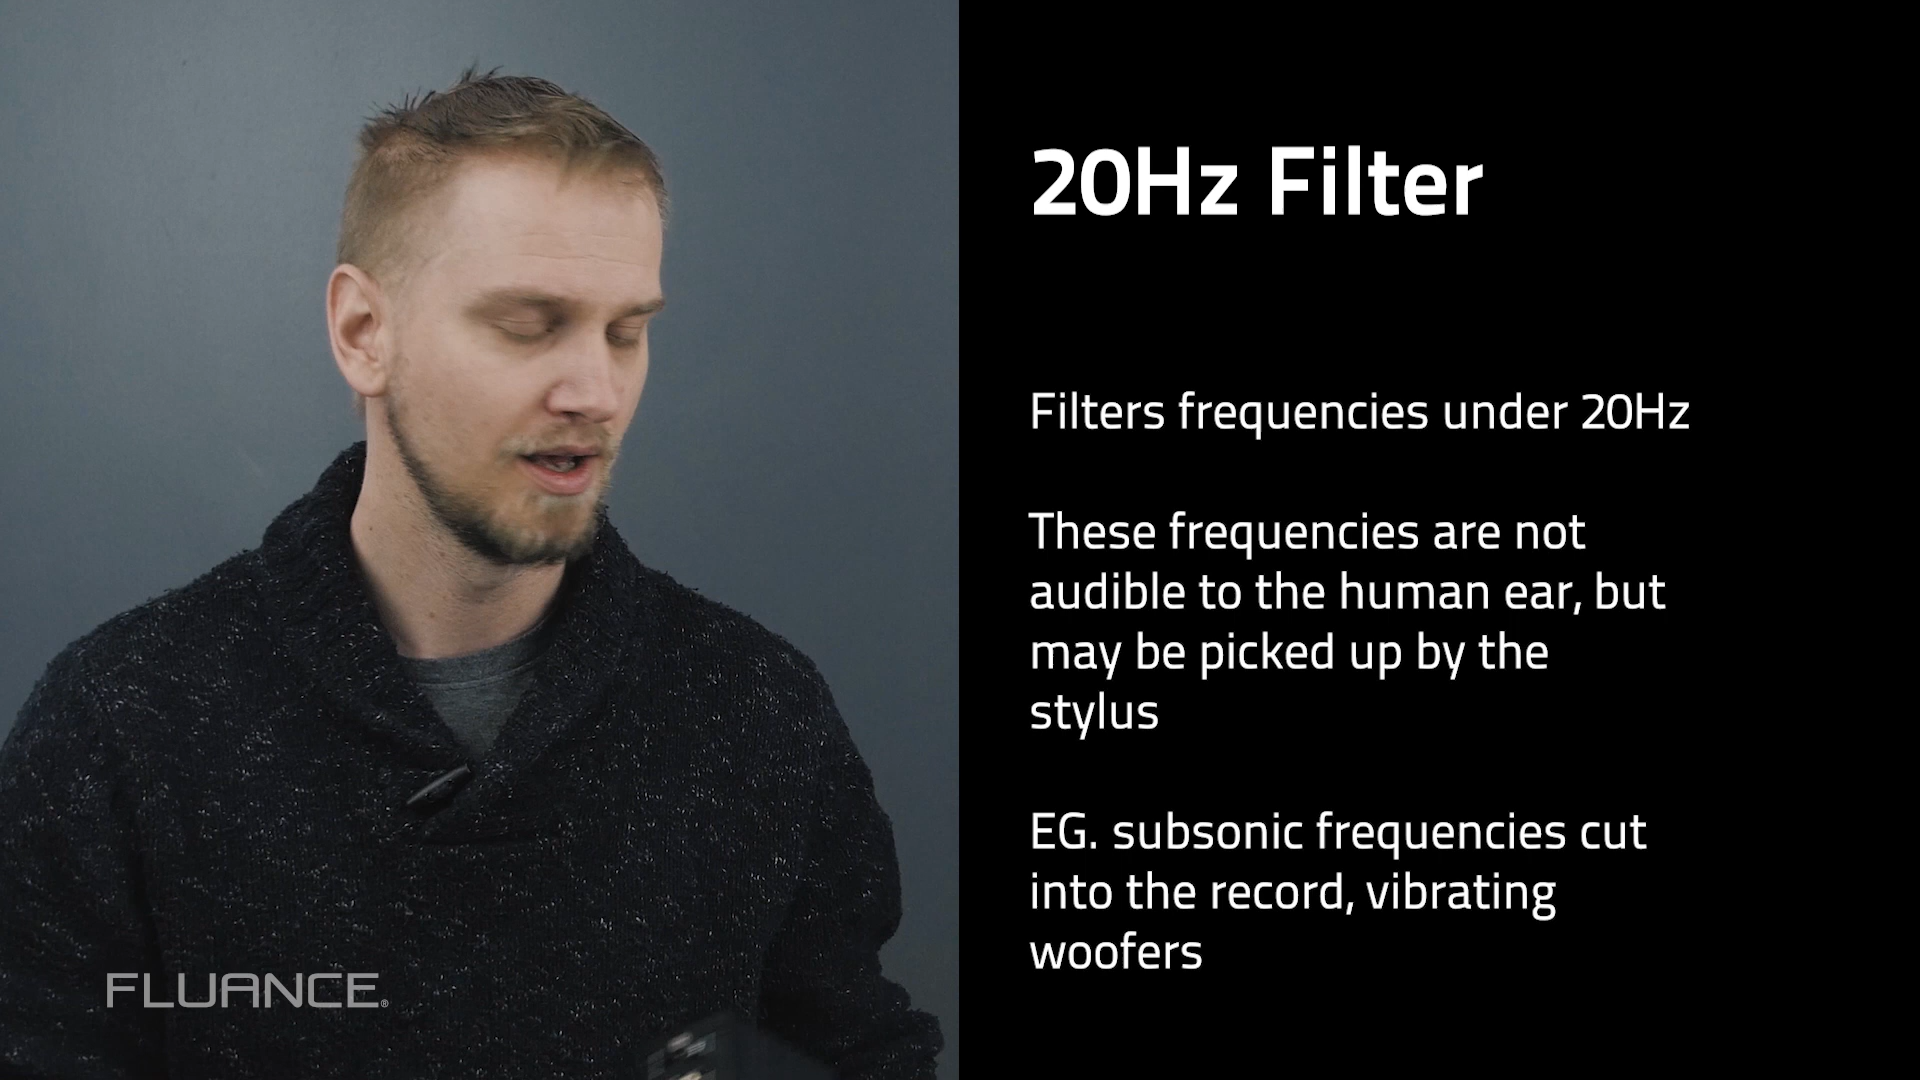 20Hz Filter
Filters frequencies under 20Hz
These frequencies are not
audible to the human ear, but
may be picked up by the
stylus
EG. subsonic frequencies cut
into the record, vibrating
woofers
FLUANCE®